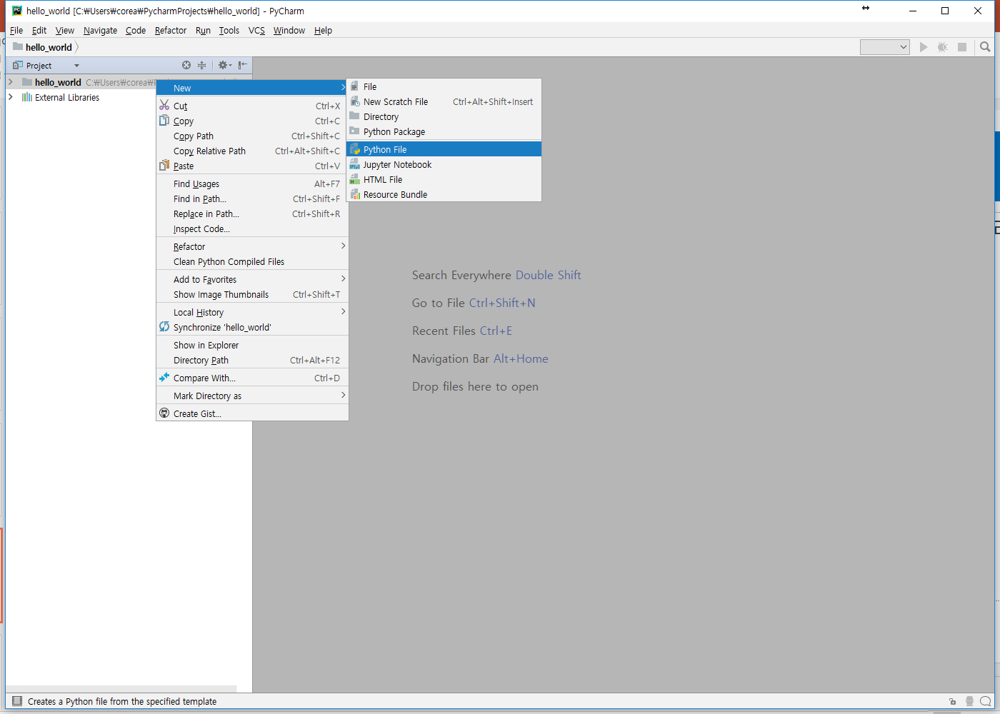 hello_world [C:₩Users₩corea₩PycharmProjects₩hello_world] - PyCharm
File Edit View Navigate Code Refactor Run Tools VCS Window Help
hello_world
Project
hello_world C:₩Users₩corea₩
External Libraries
New
Cut Ctrl+X
Copy Ctrl+C
Copy Path Ctrl+Shift+C
Copy Relative Path Ctrl+Alt+Shift+C
Paste Ctrl+V
Find Usages Alt+F7
Find in Path... Ctrl+Shift+F
Replace in Path... Ctrl+Shift+R
Inspect Code...
Refactor
Clean Python Compiled Files
Add to Favorites
Show Image Thumbnails Ctrl+Shift+T
Local History
Synchronize 'hello_world'
Show in Explorer
Directory Path Ctrl+Alt+F12
Compare With... Ctrl+D
Mark Directory as
Create Gist...
File
New Scratch File Ctrl+Alt+Shift+Insert
Directory
Python Package
Python File
Jupyter Notebook
HTML File
Resource Bundle
Search Everywhere Double Shift
Go to File Ctrl+Shift+N
Recent Files Ctrl+E
Navigation Bar Alt+Home
Drop files here to open
Creates a Python file from the specified template